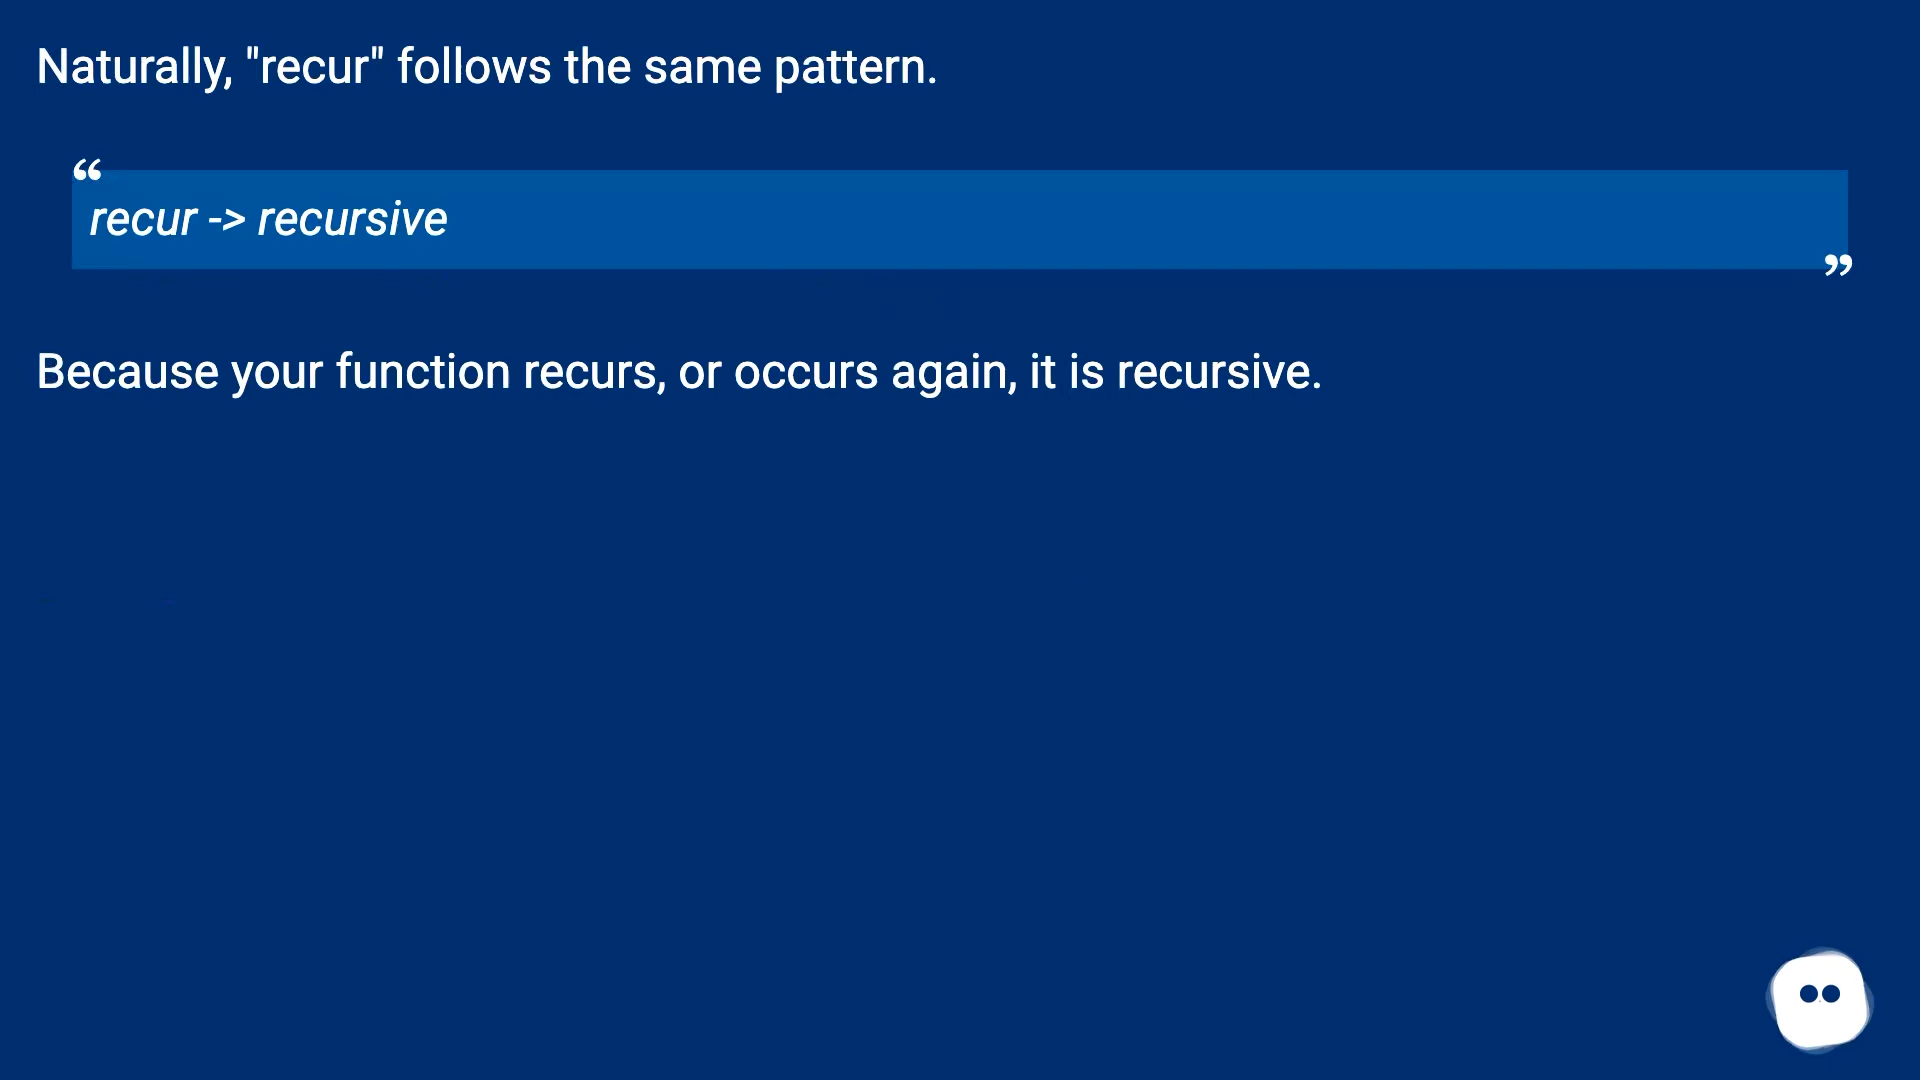 Naturally, "recur" follows the same pattern.
“
recur -> recursive
”
Because your function recurs, or occurs again, it is recursive.